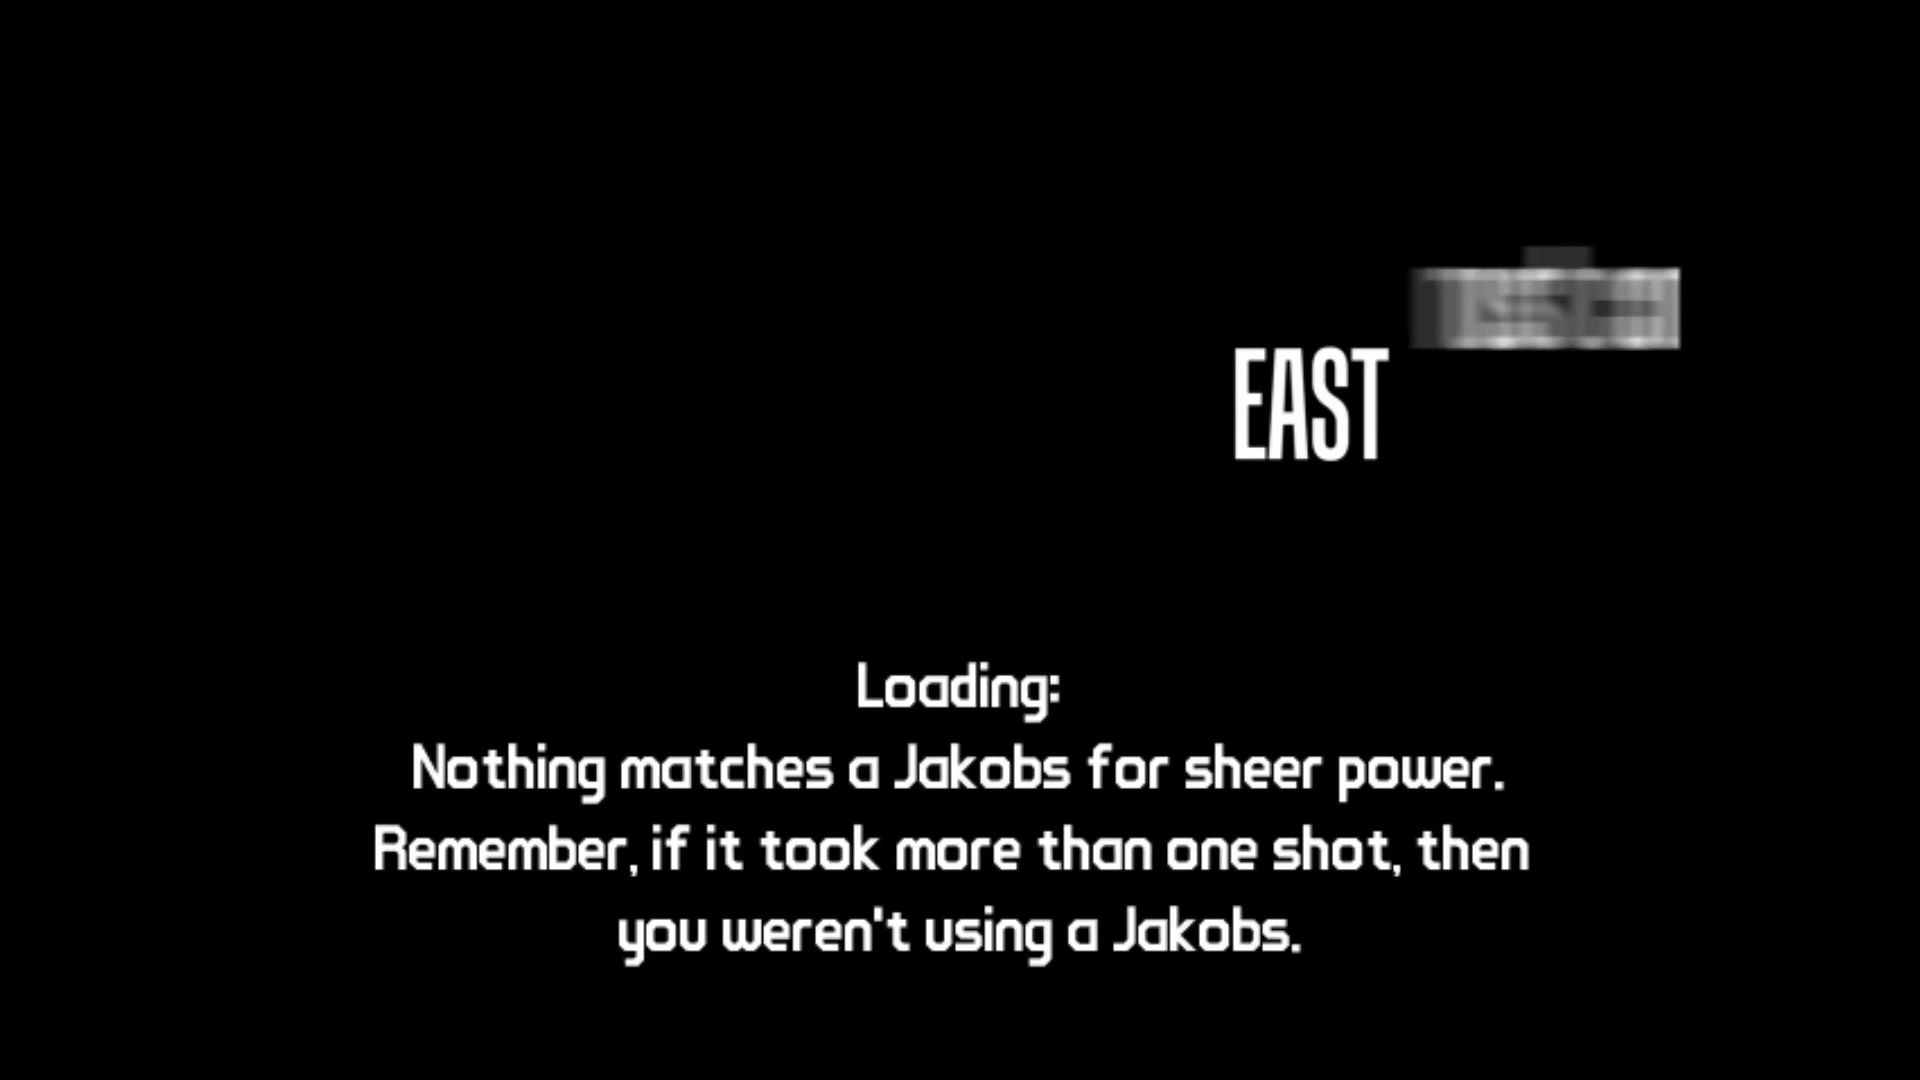 EAST
Loading:
Nothing matches a Jakobs for sheer power.
Remember, if it took more than one shot, then
you weren't using a Jakobs.